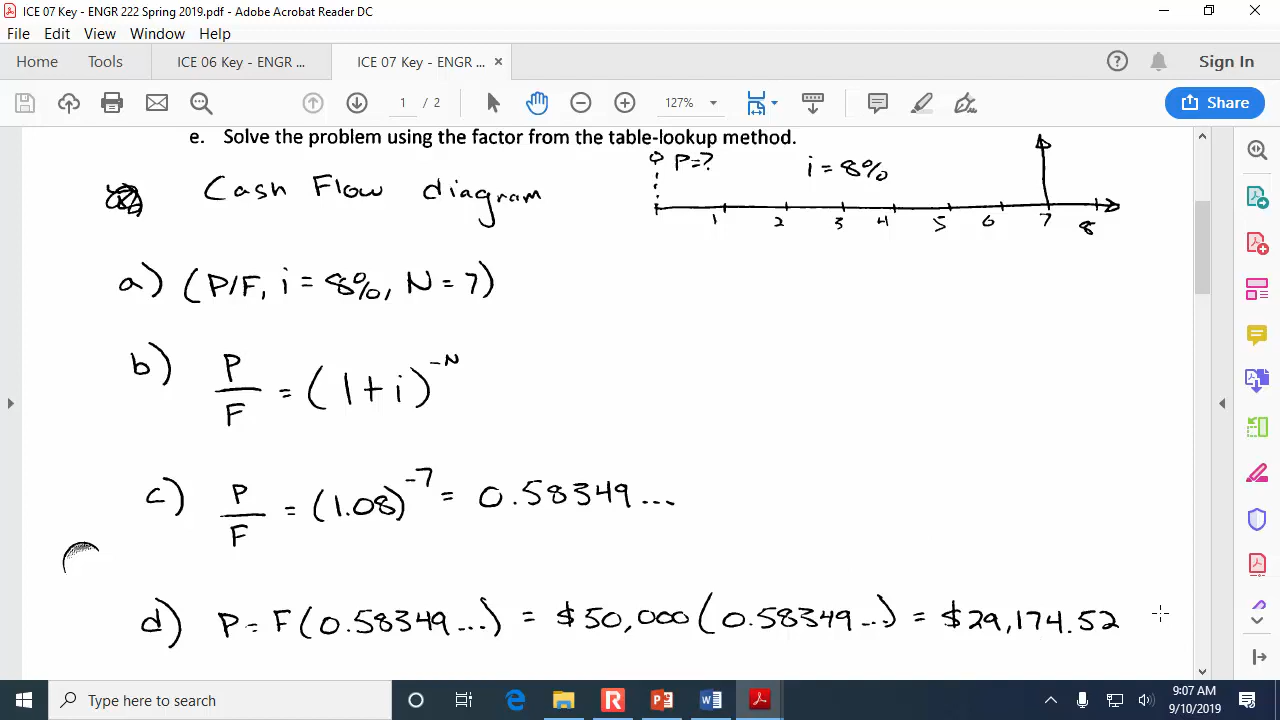 ICE 07 Key - ENGR 222 Spring 2019.pdf - Adobe Acrobat Reader DC
File Edit View Window Help
Home Tools ICE 06 Key - ENGR ... ICE 07 Key - ENGR ... × Sign In
1 / 2 127% Share
e. Solve the problem using the factor from the table-lookup method.
P=? i = 8%
Cash Flow diagram
1 2 3 4 5 6 7 8
a) (P/F, i = 8%, N = 7)
b) P/F = (1+i)^-N
c) P/F = (1.08)^-7 = 0.58349...
d) P = F(0.58349...) = $50,000(0.58349...) = $29,174.52
Type here to search
9:07 AM
9/10/2019